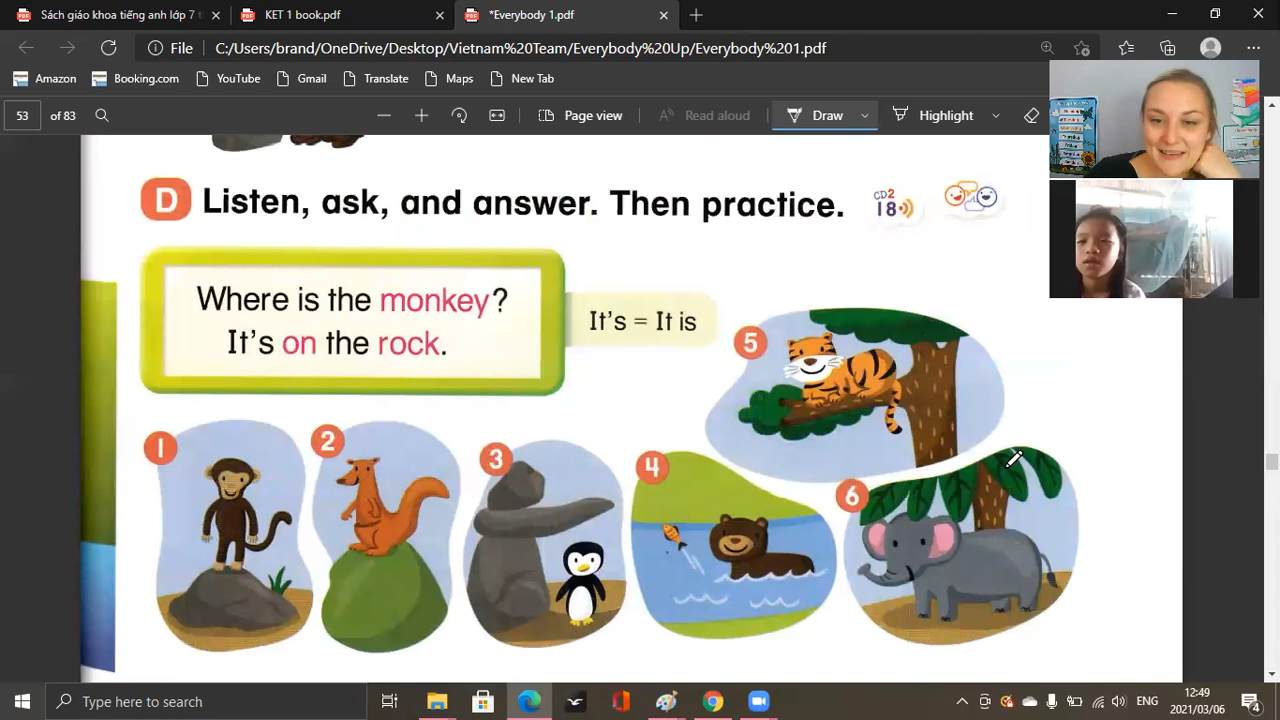 Sách giáo khoa tiếng anh lớp 7
KET 1 book.pdf
*Everybody 1.pdf
File
C:/Users/brand/OneDrive/Desktop/Vietnam%20Team/Everybody%20Up/Everybody%201.pdf
Amazon
Booking.com
YouTube
Gmail
Translate
Maps
New Tab
53 of 83
Page view
Read aloud
Draw
Highlight
D Listen, ask, and answer. Then practice.
CD2
18
Where is the monkey?
It's on the rock.
It's = It is
1
2
3
4
5
6
Type here to search
ENG
12:49
2021/03/06
4